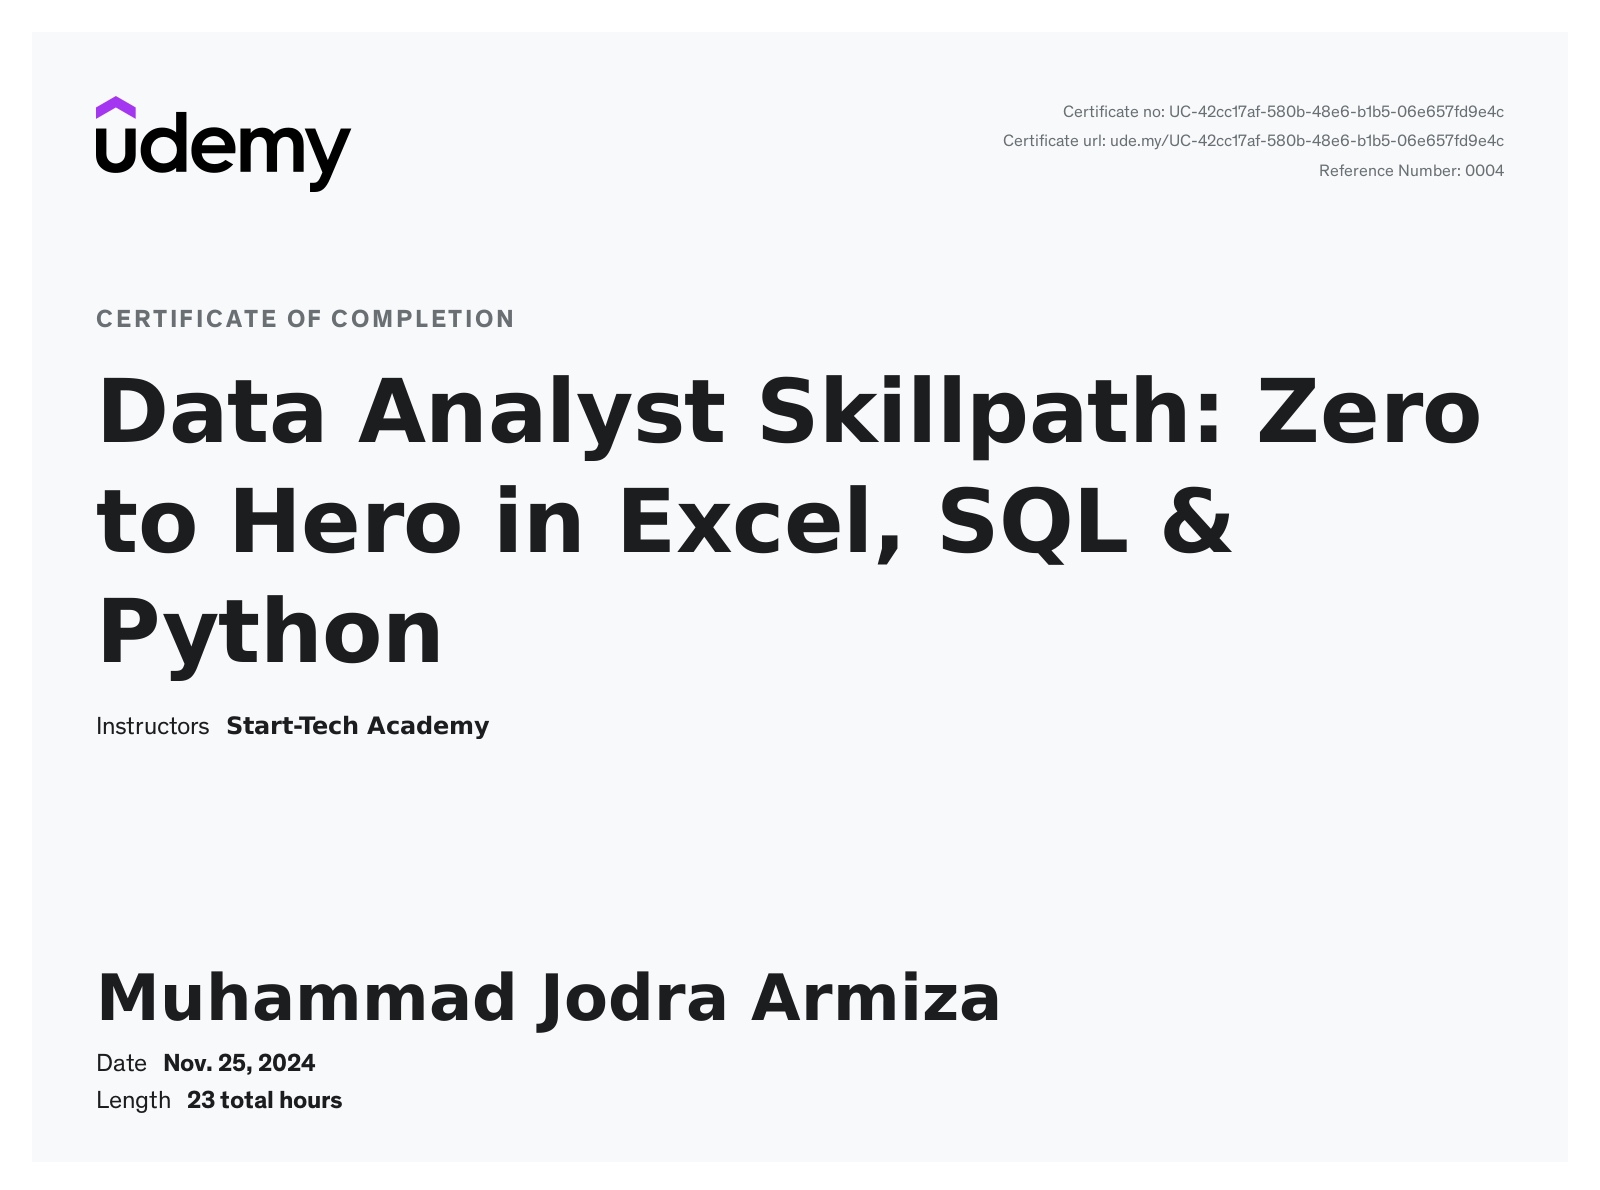 udemy
Certificate no: UC-42cc17af-580b-48e6-b1b5-06e657fd9e4c
Certificate url: ude.my/UC-42cc17af-580b-48e6-b1b5-06e657fd9e4c
Reference Number: 0004
CERTIFICATE OF COMPLETION
Data Analyst Skillpath: Zero
to Hero in Excel, SQL &
Python
Instructors Start-Tech Academy
Muhammad Jodra Armiza
Date Nov. 25, 2024
Length 23 total hours